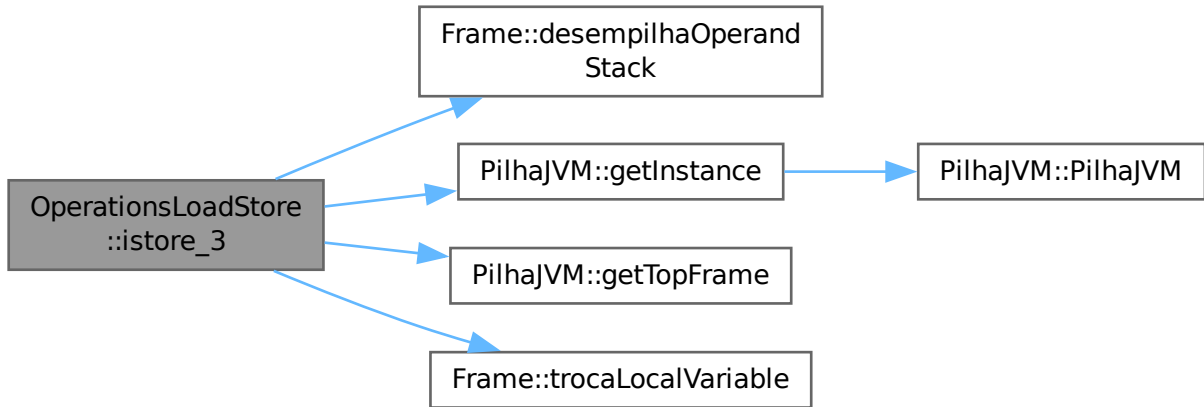 Frame::desempilhaOperand
Stack
OperationsLoadStore
::istore_3
PilhaJVM::getInstance
PilhaJVM::PilhaJVM
PilhaJVM::getTopFrame
Frame::trocaLocalVariable